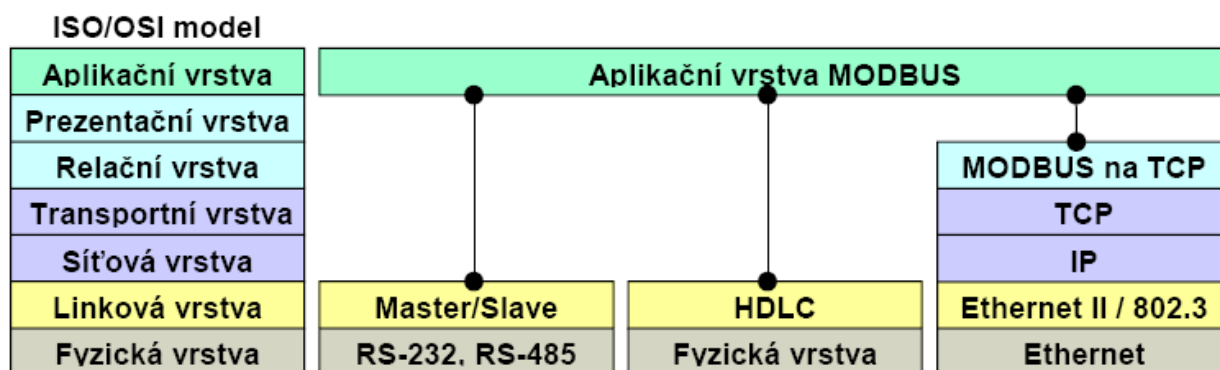 ISO/OSI model
Aplikační vrstva
Aplikační vrstva MODBUS
Prezentační vrstva
Relační vrstva
MODBUS na TCP
Transportní vrstva
TCP
Síťová vrstva
IP
Linková vrstva
Master/Slave
HDLC
Ethernet II / 802.3
Fyzická vrstva
RS-232, RS-485
Fyzická vrstva
Ethernet